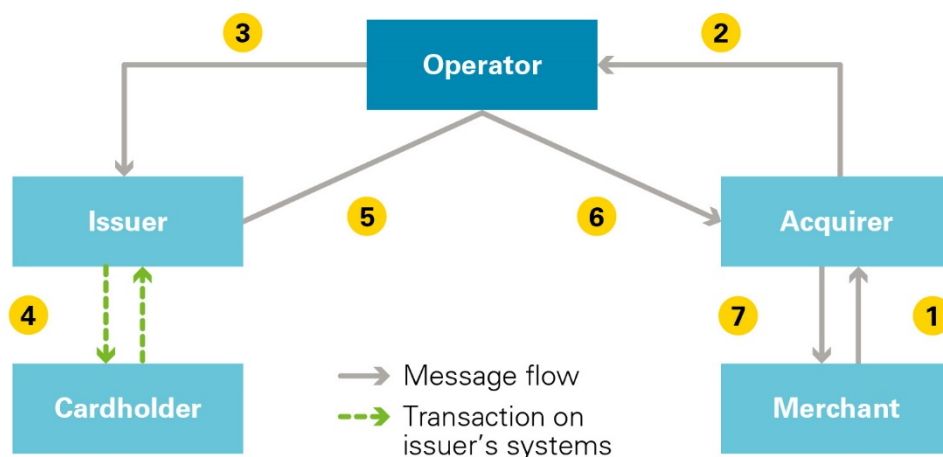 3
2
Operator
Issuer
5
6
Acquirer
4
7
1
Cardholder
Message flow
Transaction on
issuer's systems
Merchant